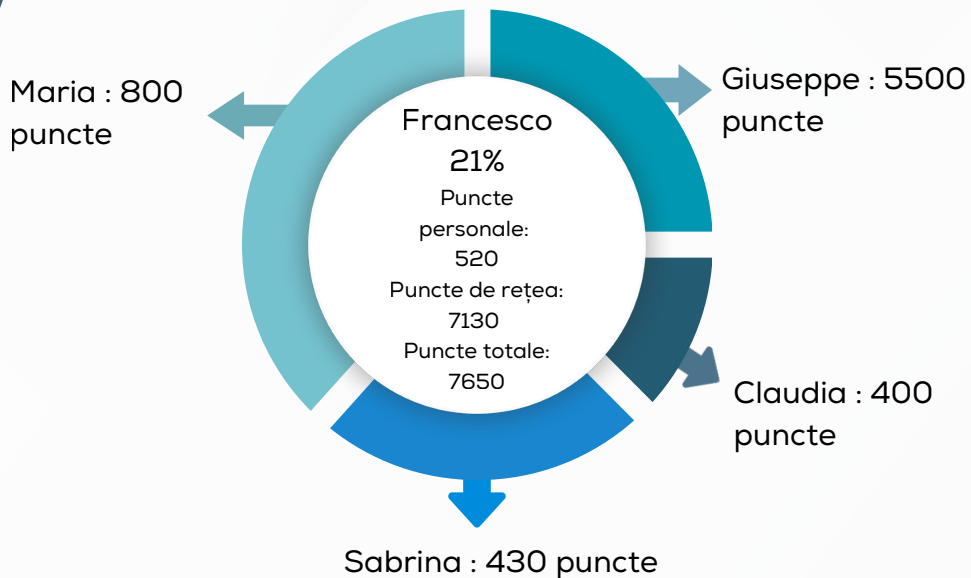 Maria : 800
puncte
Giuseppe : 5500
puncte
Francesco
21%
Puncte
personale:
520
Puncte de rețea:
7130
Puncte totale:
7650
Claudia : 400
puncte
Sabrina : 430 puncte